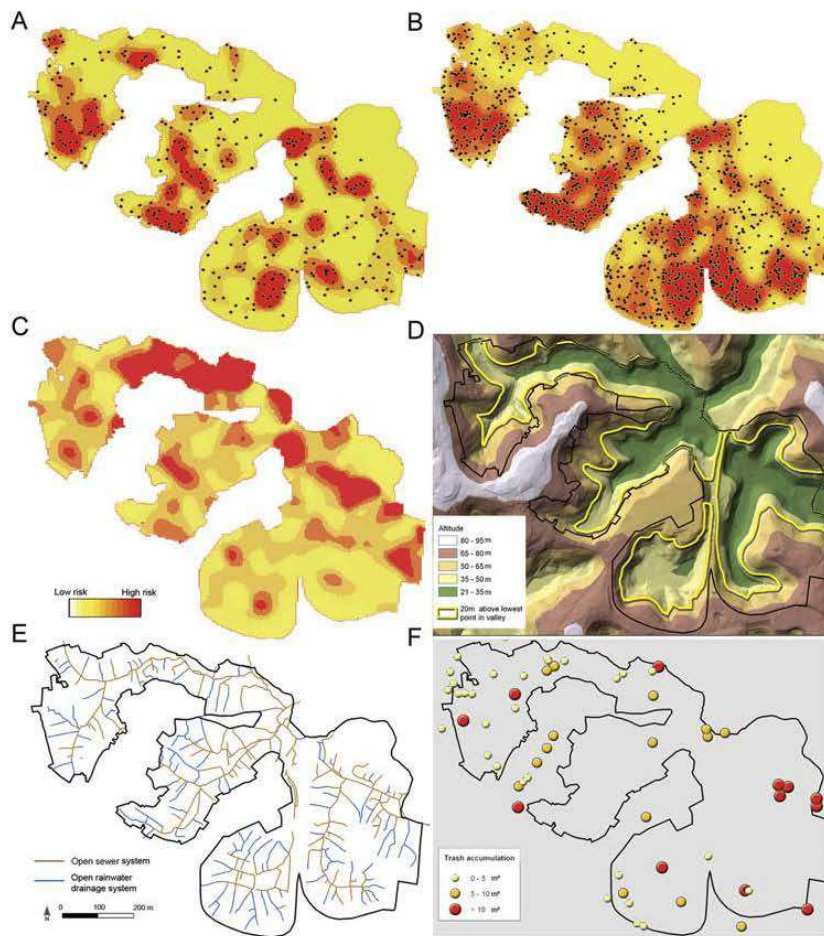 A
B
C
D
Low risk High risk
Altitude
80 - 95 m
65 - 80 m
50 - 65 m
35 - 50 m
21 - 35 m
20m above lowest
point in valley
E
F
Open sewer system
Open rainwater
drainage system
N
0 100 200 m
Trash accumulation
0 - 5 m²
5 - 10 m²
> 10 m²